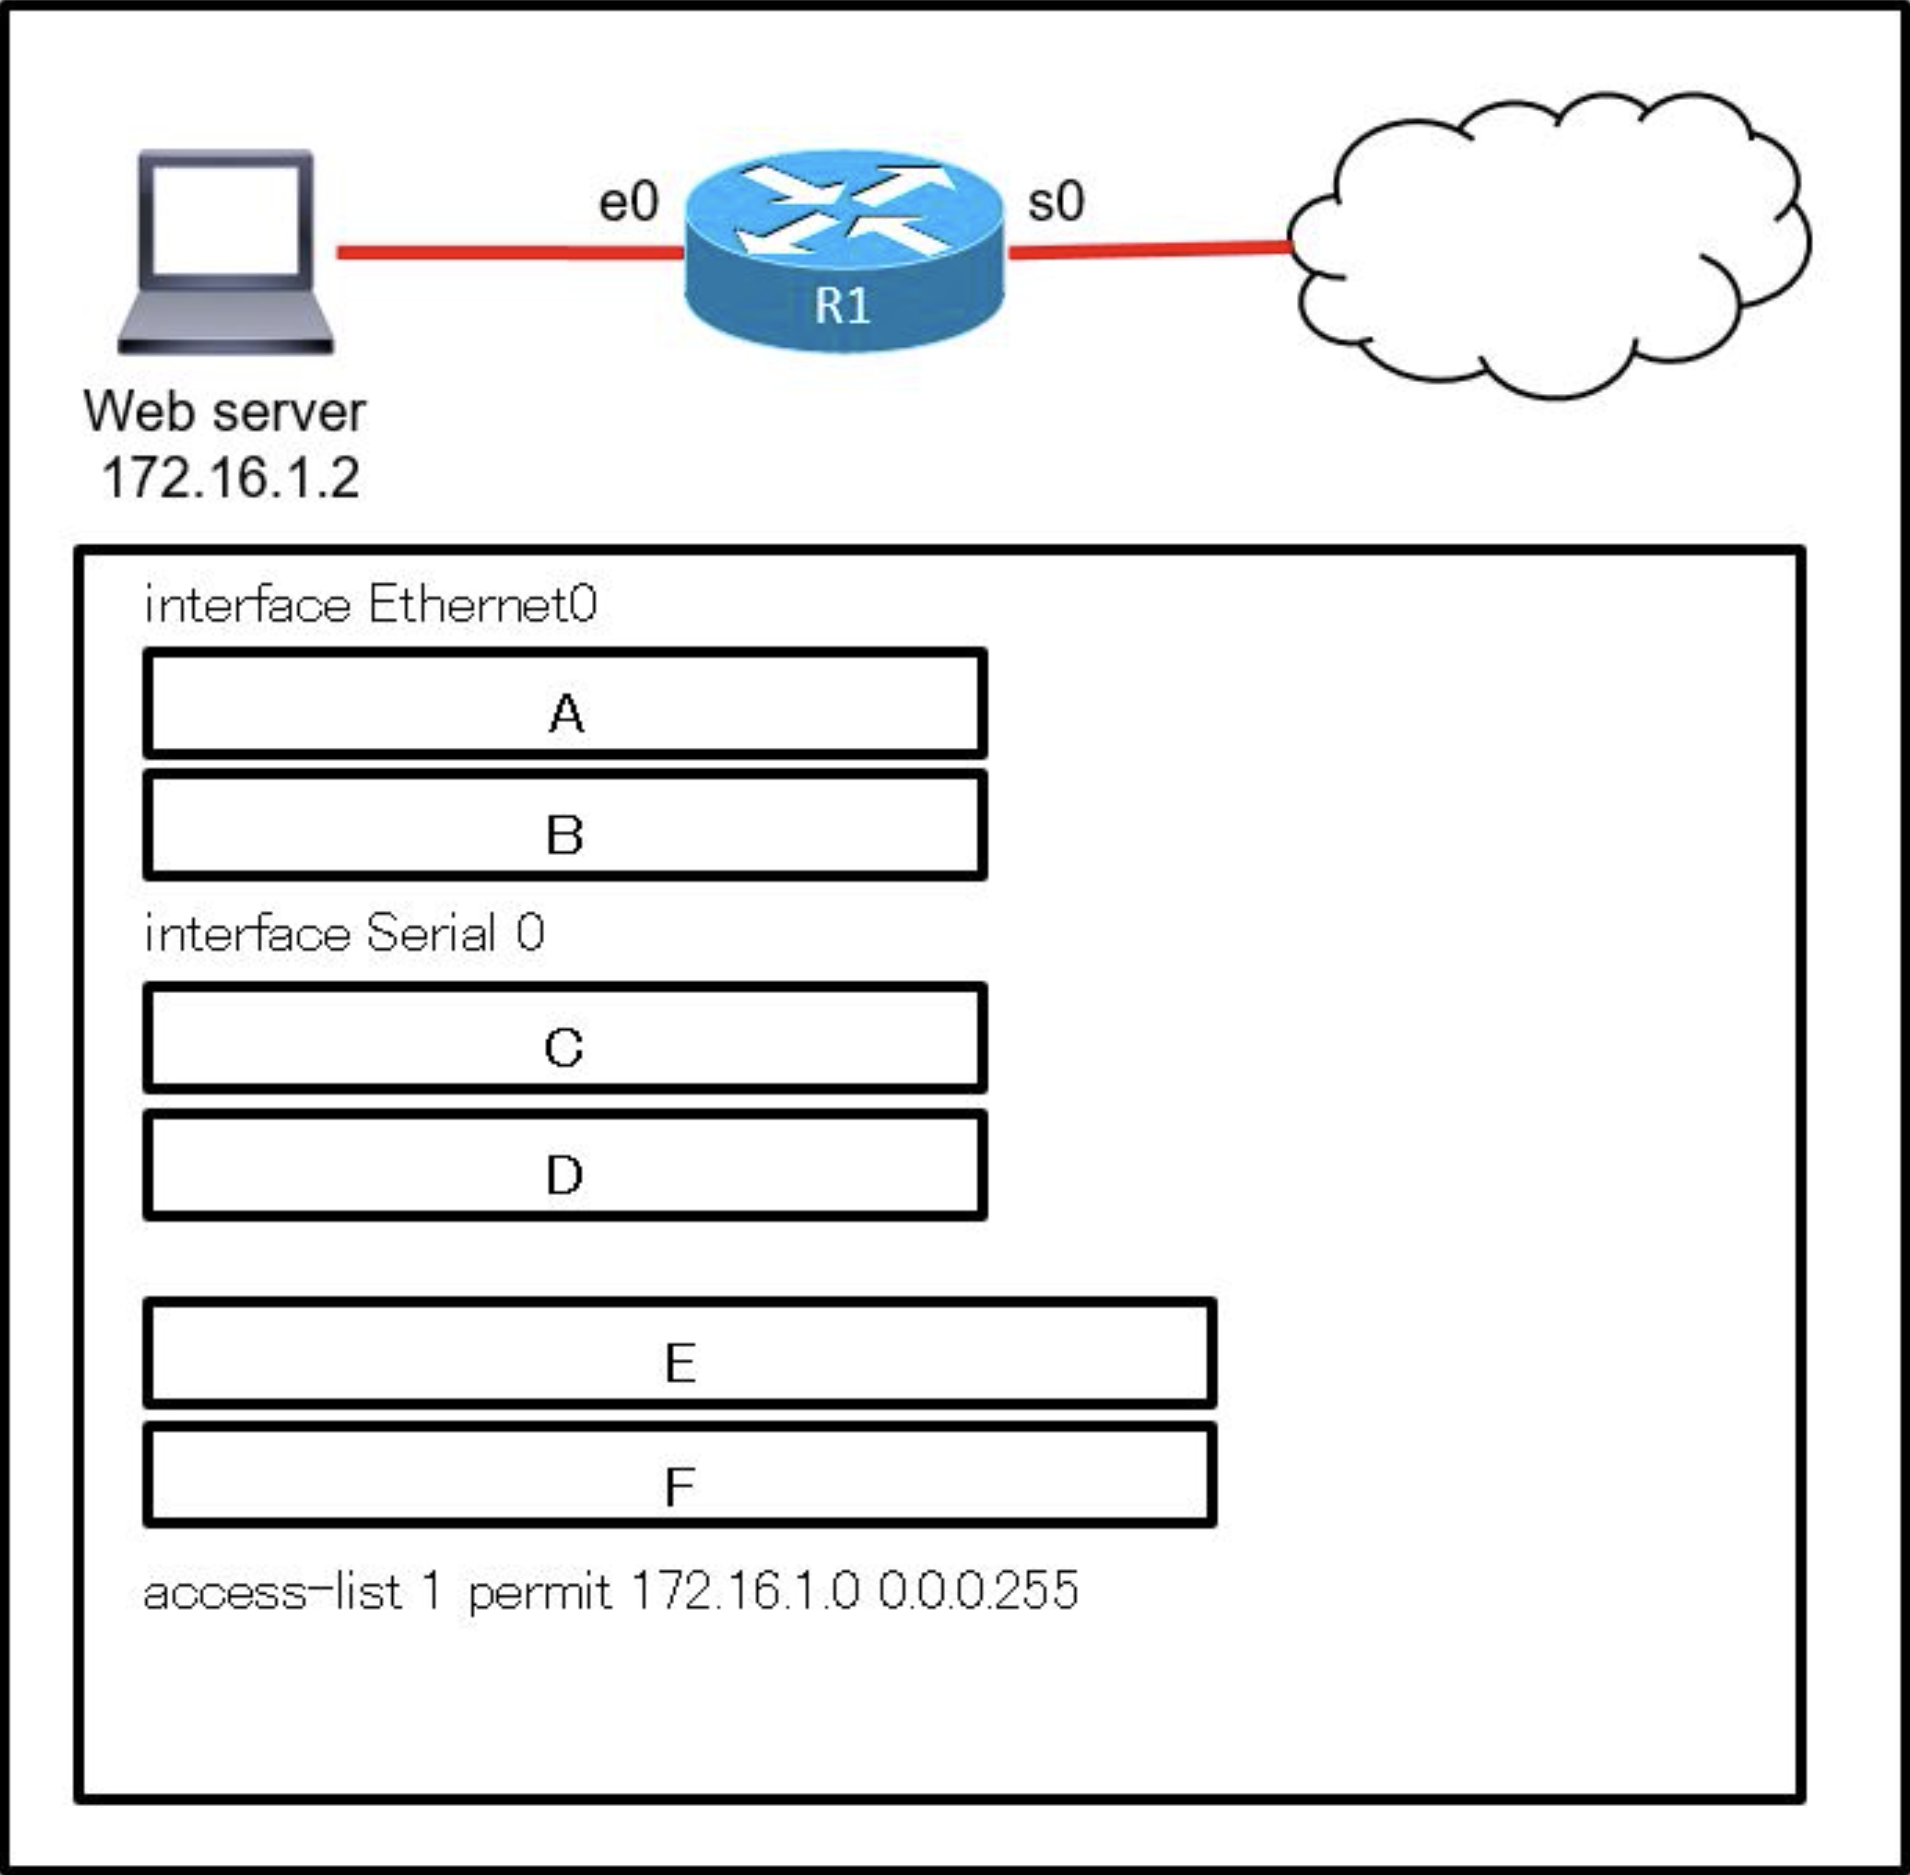 e0
s0
R1
Web server
172.16.1.2
interface Ethernet0
A
B
interface Serial 0
C
D
E
F
access-list 1 permit 172.16.1.0 0.0.0.255